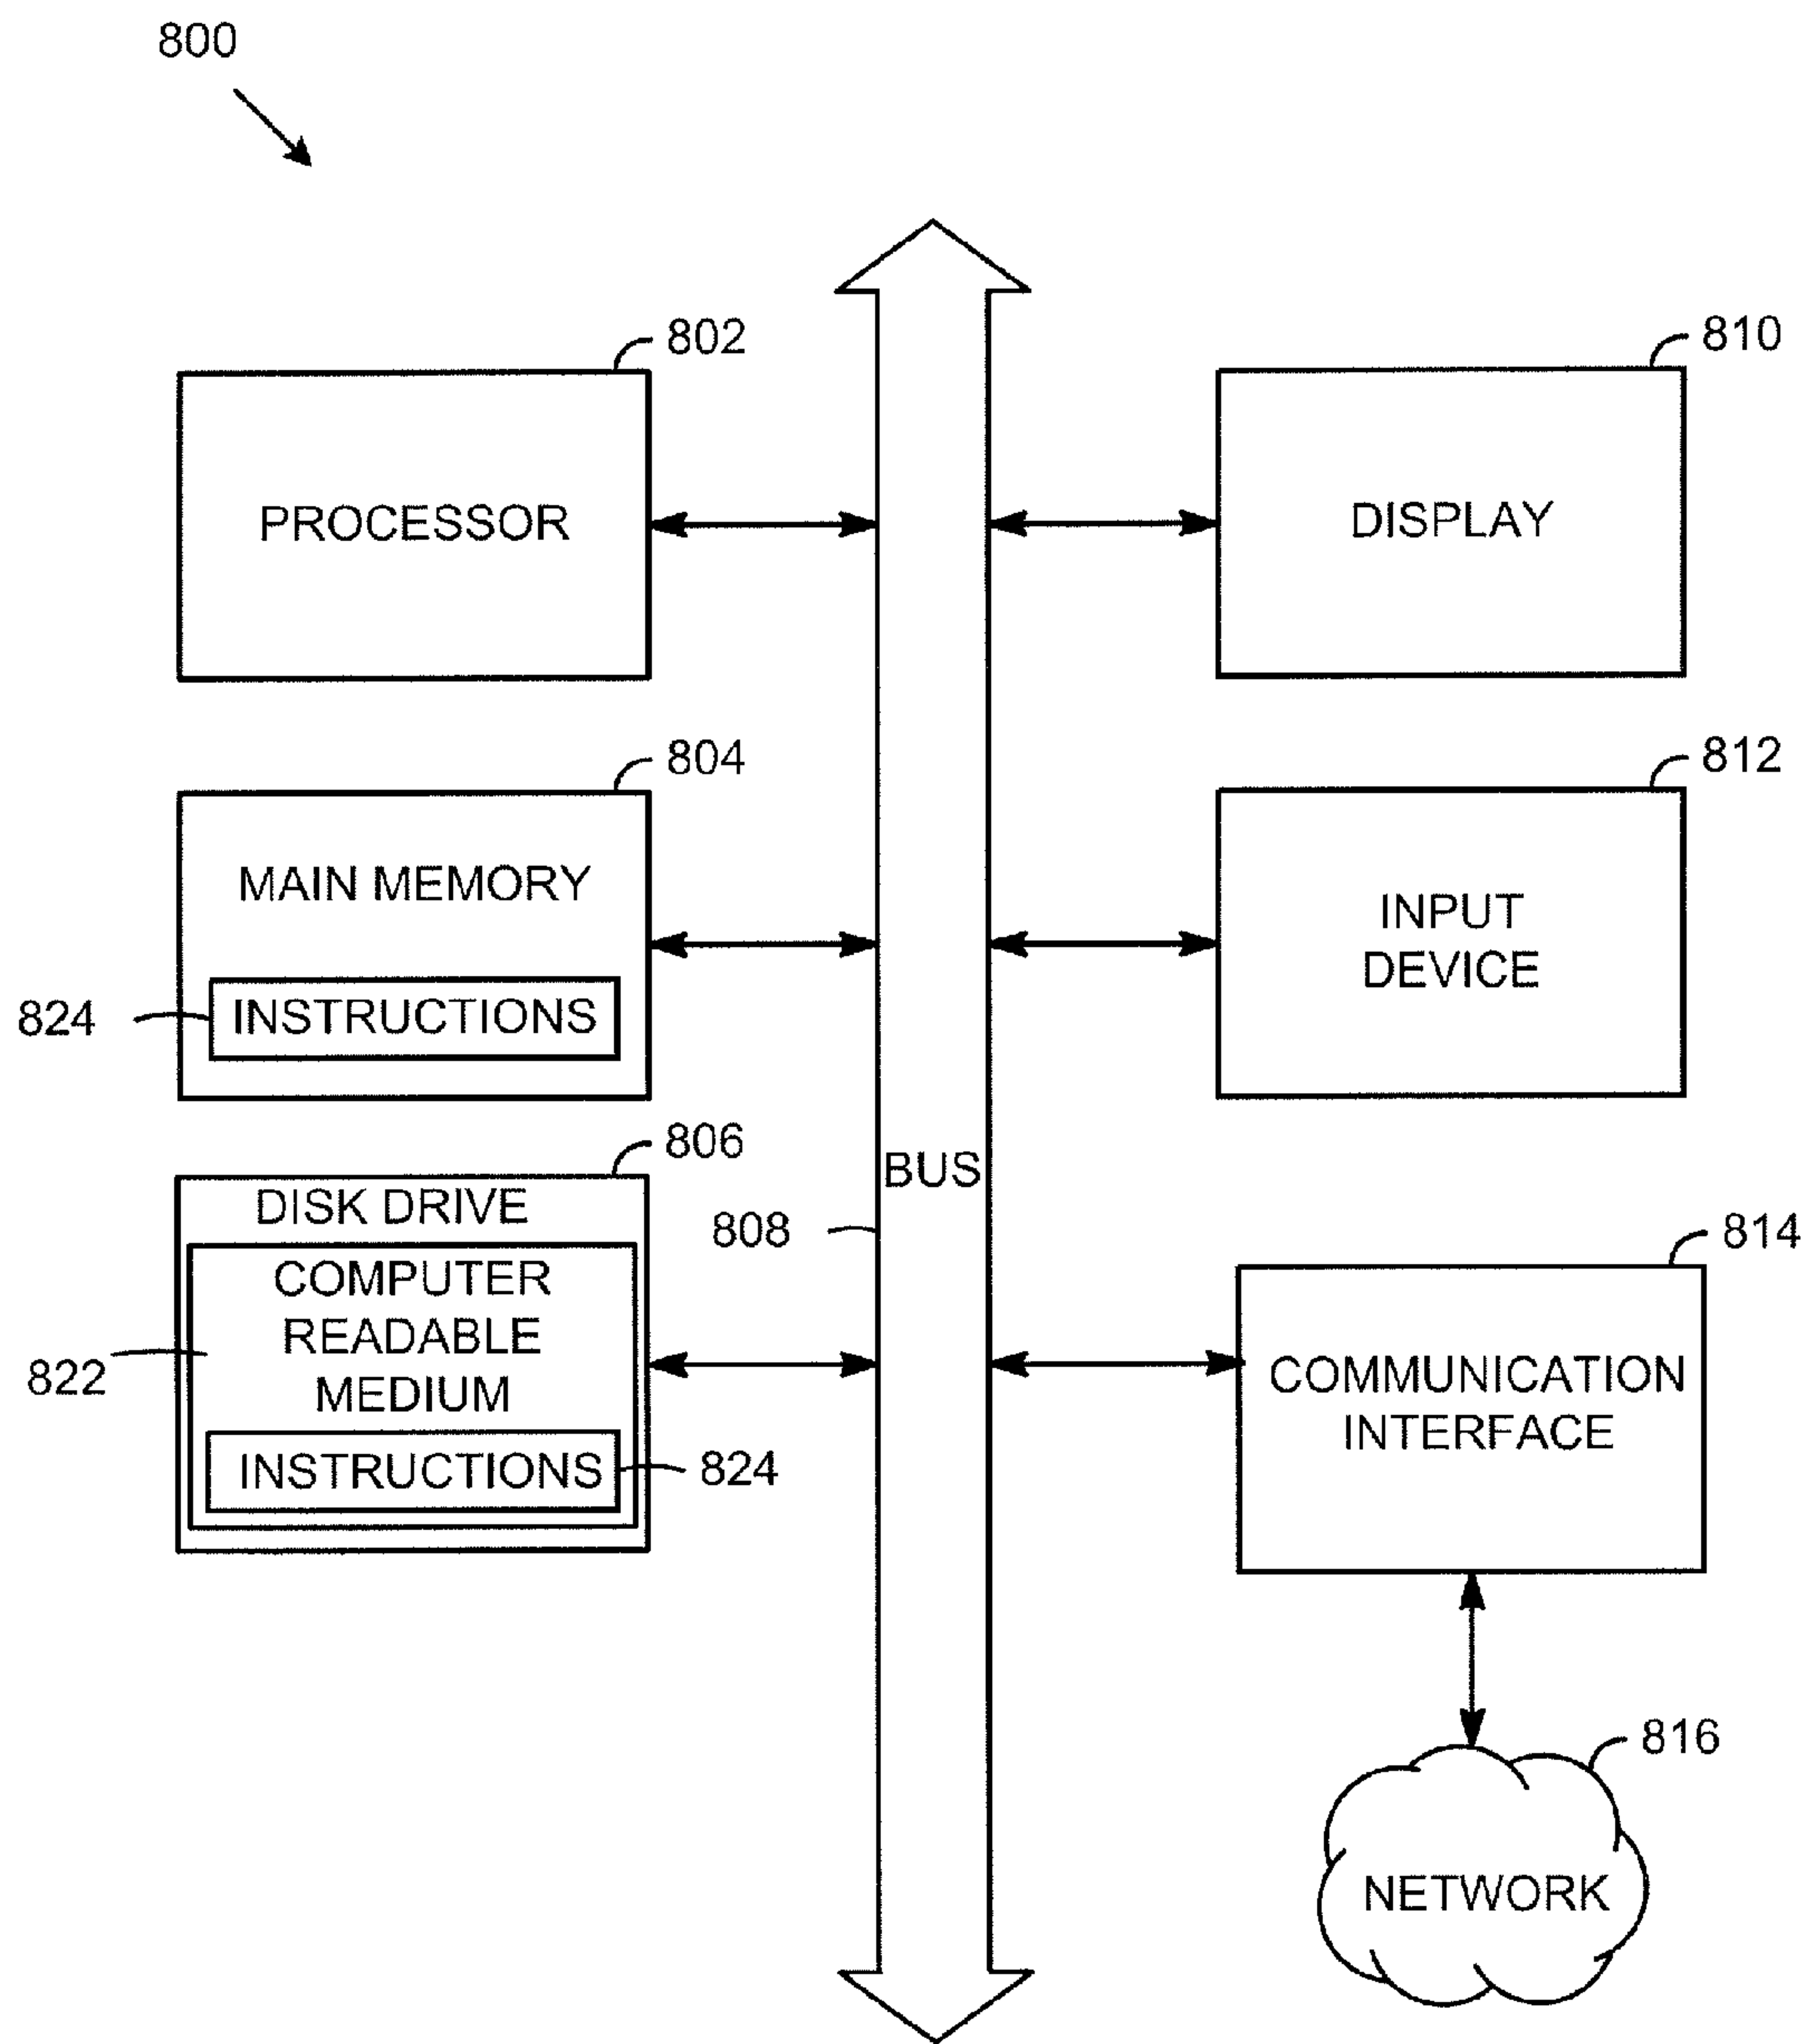 800
802
PROCESSOR
810
DISPLAY
804
MAIN MEMORY
824
INSTRUCTIONS
812
INPUT
DEVICE
806
DISK DRIVE
COMPUTER
READABLE
MEDIUM
822
INSTRUCTIONS
824
BUS
808
814
COMMUNICATION
INTERFACE
816
NETWORK